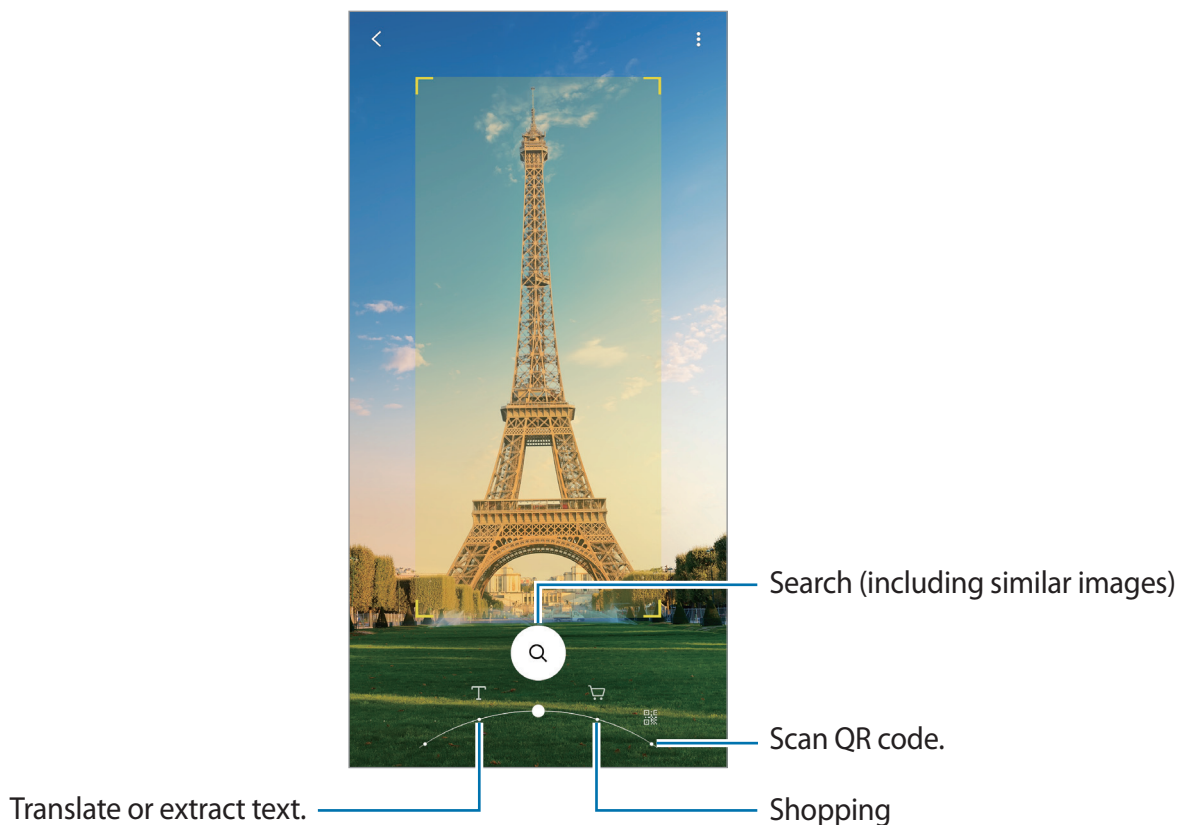 Search (including similar images)
T
Scan QR code.
Translate or extract text.
Shopping